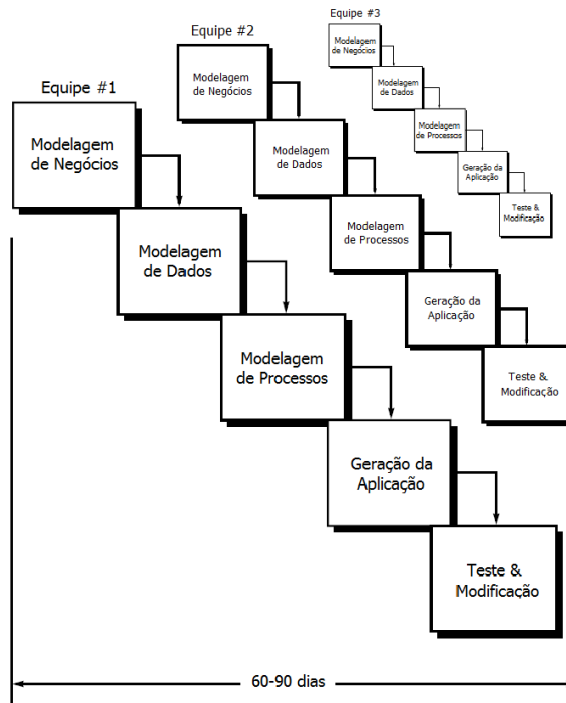 Equipe #1
Modelagem
de Negócios
Modelagem
de Dados
Modelagem
de Processos
Geração da
Aplicação
Teste &
Modificação
Equipe #2
Modelagem
de Negócios
Modelagem
de Dados
Modelagem
de Processos
Geração da
Aplicação
Teste &
Modificação
Equipe #3
Modelagem
de Negócios
Modelagem
de Dados
Modelagem
de Processos
Geração da
Aplicação
Teste &
Modificação
60-90 dias